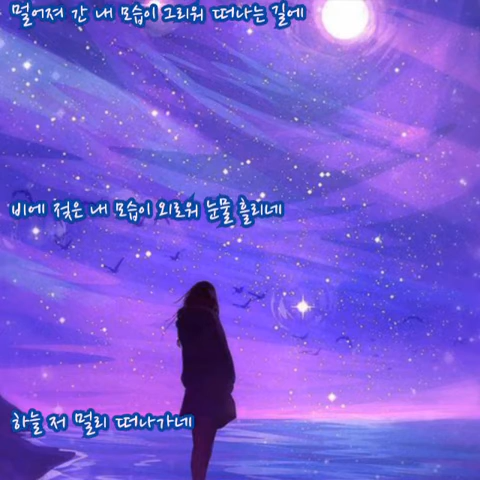 멀어져 간 내 모습이 그리워 떠나는 길에
비에 젖은 내 모습이 외로워 눈물 흘리네
하늘 저 멀리 떠나가네